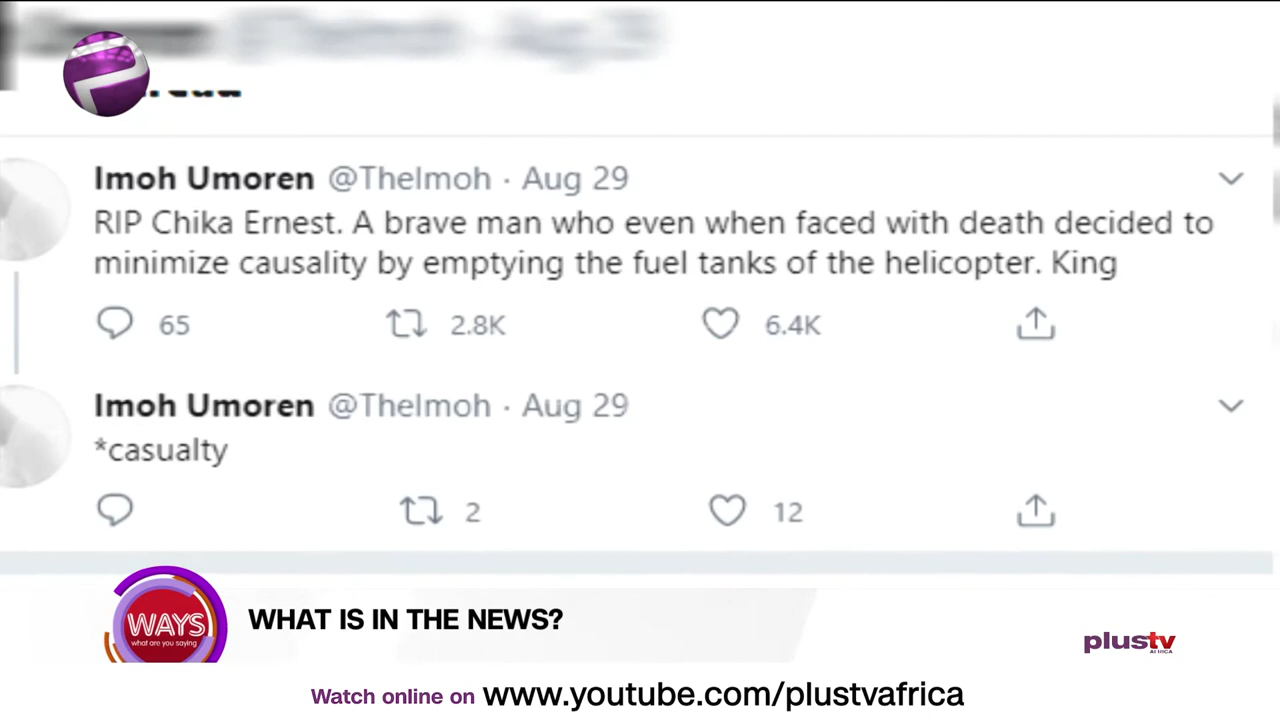 Imoh Umoren @TheImoh · Aug 29
RIP Chika Ernest. A brave man who even when faced with death decided to
minimize causality by emptying the fuel tanks of the helicopter. King
65 2.8K 6.4K
Imoh Umoren @TheImoh · Aug 29
*casualty
2 12
WAYS
what are you saying
WHAT IS IN THE NEWS?
plustv
AFRICA
Watch online on www.youtube.com/plustvafrica